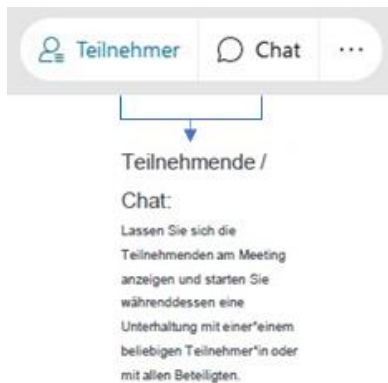 Teilnehmer Chat ...
Teilnehmende /
Chat:
Lassen Sie sich die
Teilnehmenden am Meeting
anzeigen und starten Sie
währenddessen eine
Unterhaltung mit einer*einem
beliebigen Teilnehmer*in oder
mit allen Beteiligten.